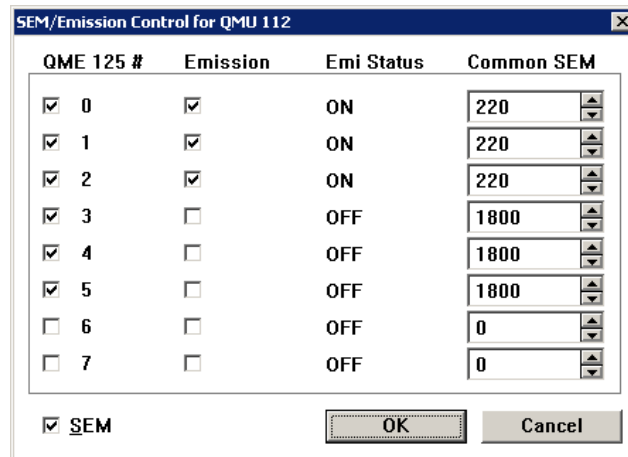 SEM/Emission Control for QMU 112
QME 125 # Emission Emi Status Common SEM
0 ON 220
1 ON 220
2 ON 220
3 OFF 1800
4 OFF 1800
5 OFF 1800
6 OFF 0
7 OFF 0
SEM OK Cancel